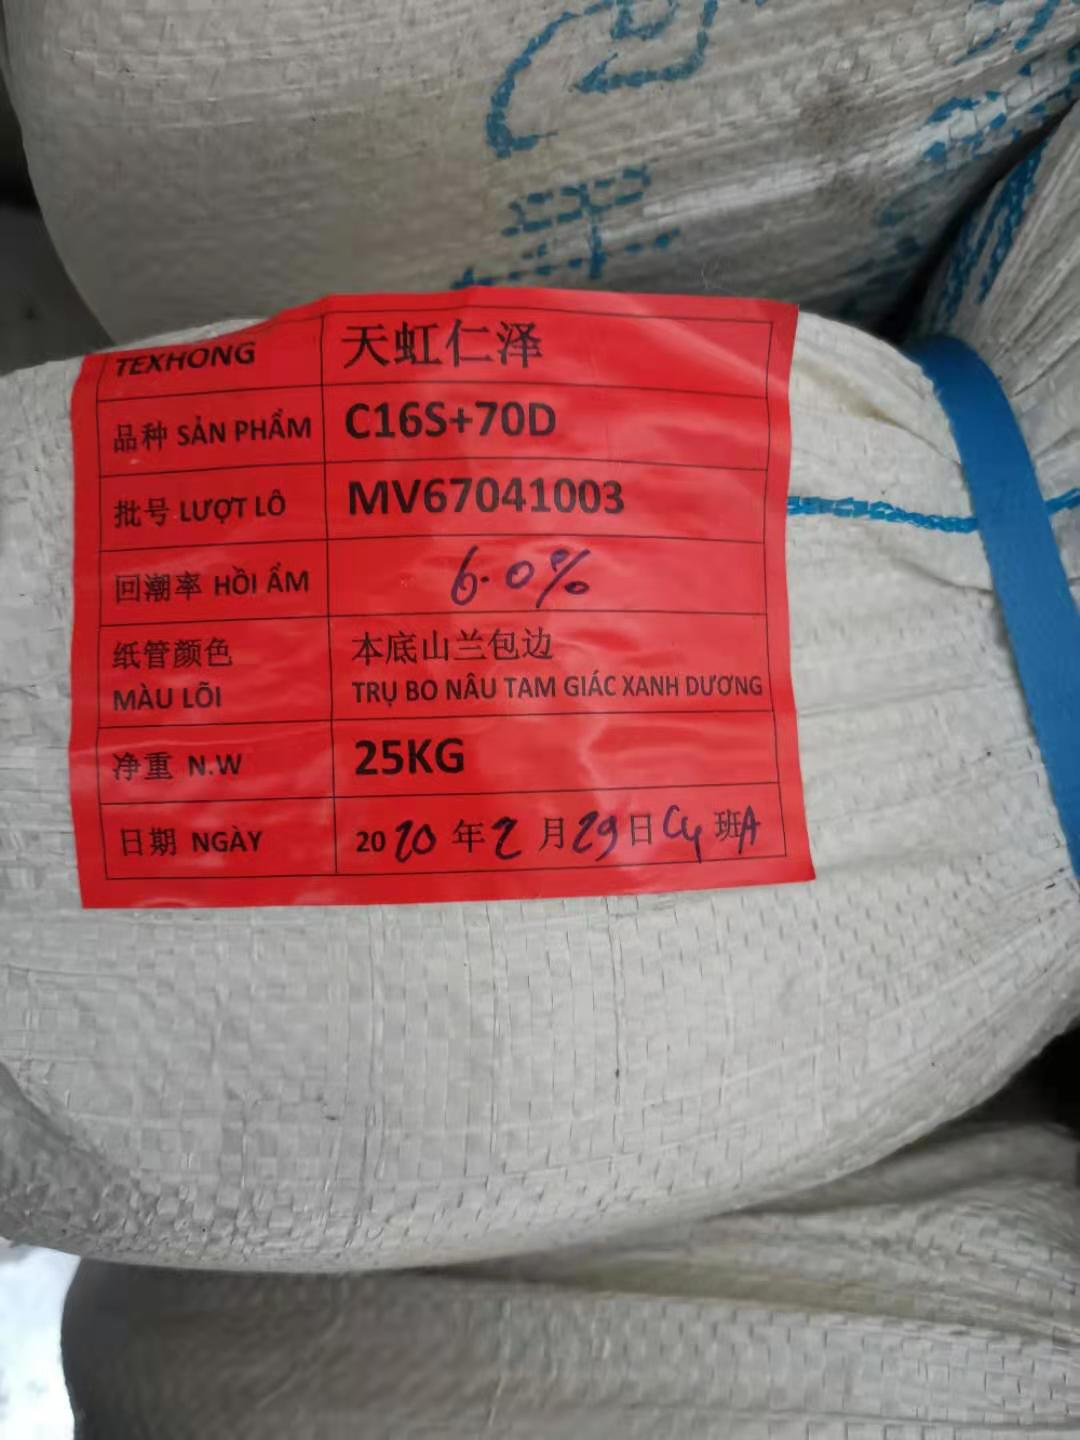 TEXHONG 天虹仁泽
品种 SẢN PHẨM C16S+70D
批号 LƯỢT LÔ MV67041003
回潮率 HỒI ẨM 6.0%
纸管颜色 本底山兰包边
MÀU LÕI TRỤ BO NÂU TAM GIÁC XANH DƯƠNG
净重 N.W 25KG
日期 NGÀY 2020年2月29日 班A